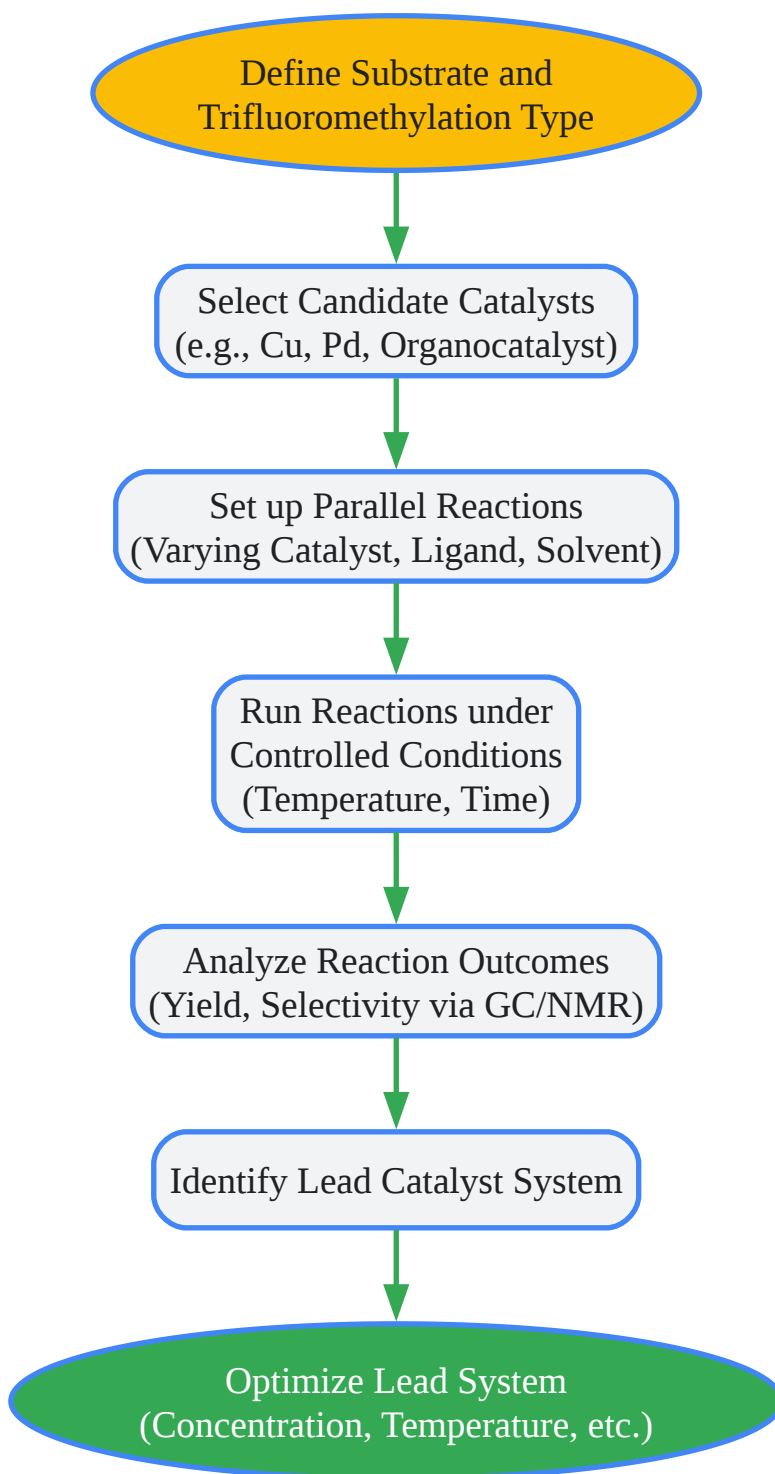 Define Substrate and
Trifluoromethylation Type
Select Candidate Catalysts
(e.g., Cu, Pd, Organocatalyst)
Set up Parallel Reactions
(Varying Catalyst, Ligand, Solvent)
Run Reactions under
Controlled Conditions
(Temperature, Time)
Analyze Reaction Outcomes
(Yield, Selectivity via GC/NMR)
Identify Lead Catalyst System
Optimize Lead System
(Concentration, Temperature, etc.)